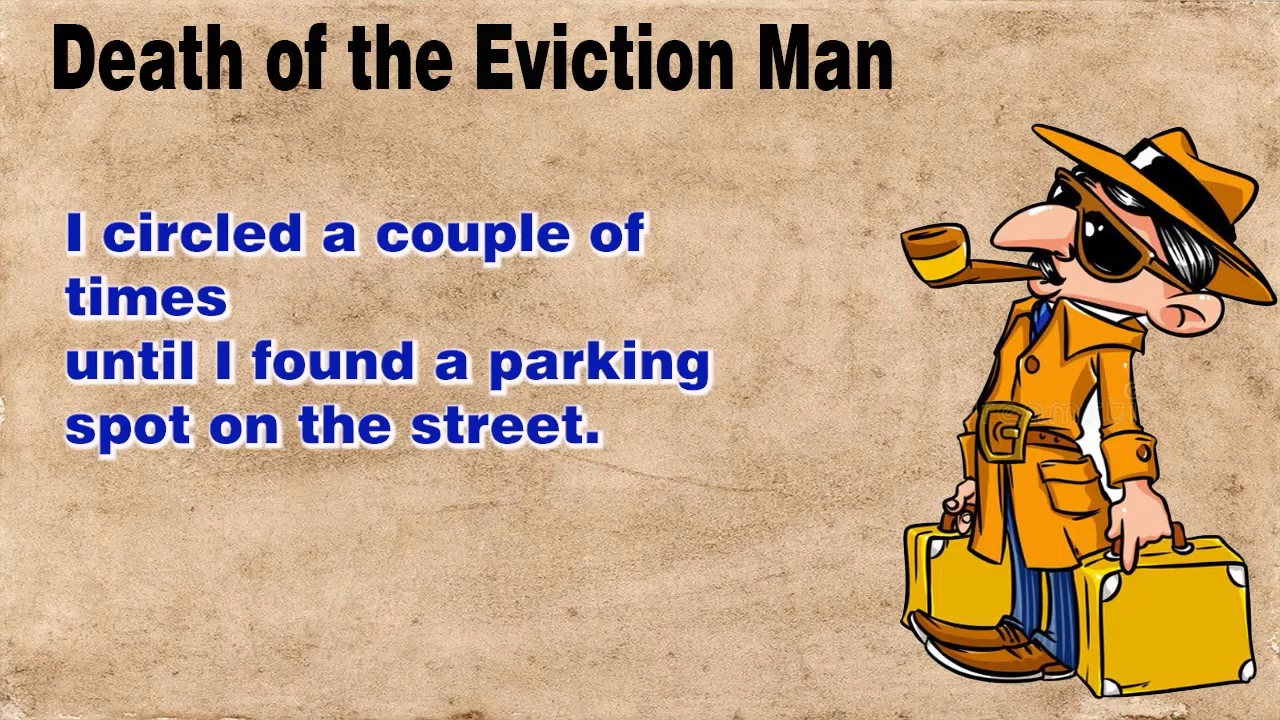 Death of the Eviction Man
I circled a couple of
times
until I found a parking
spot on the street.